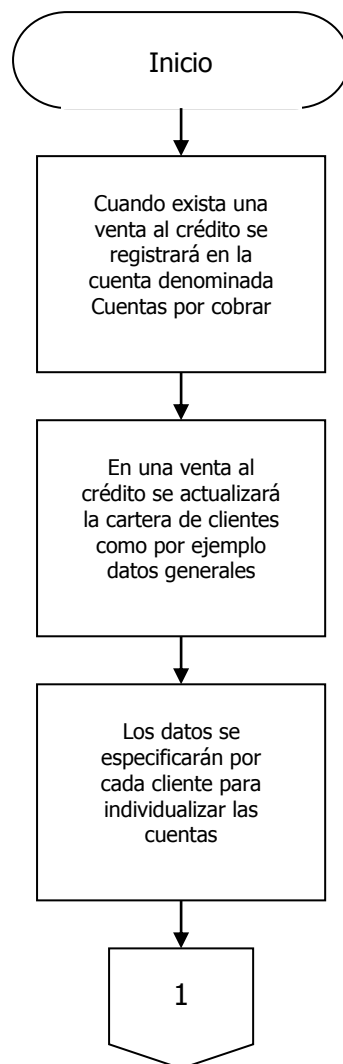 Inicio
Cuando exista una
venta al crédito se
registrará en la
cuenta denominada
Cuentas por cobrar
En una venta al
crédito se actualizará
la cartera de clientes
como por ejemplo
datos generales
Los datos se
especificarán por
cada cliente para
individualizar las
cuentas
1